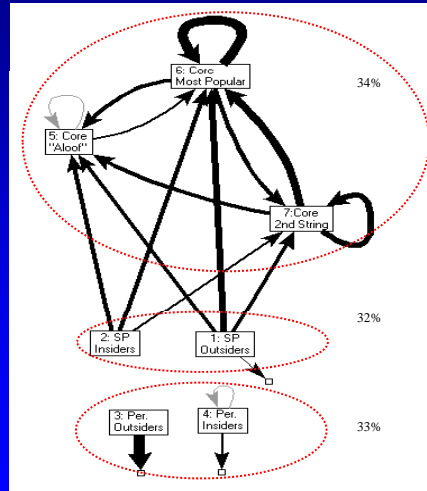 6: Core
Most Popular
34%
5: Core
"Aloof"
7:Core
2nd String
32%
2: SP
Insiders
1: SP
Outsiders
3: Per.
Outsiders
4: Per.
Insiders
33%